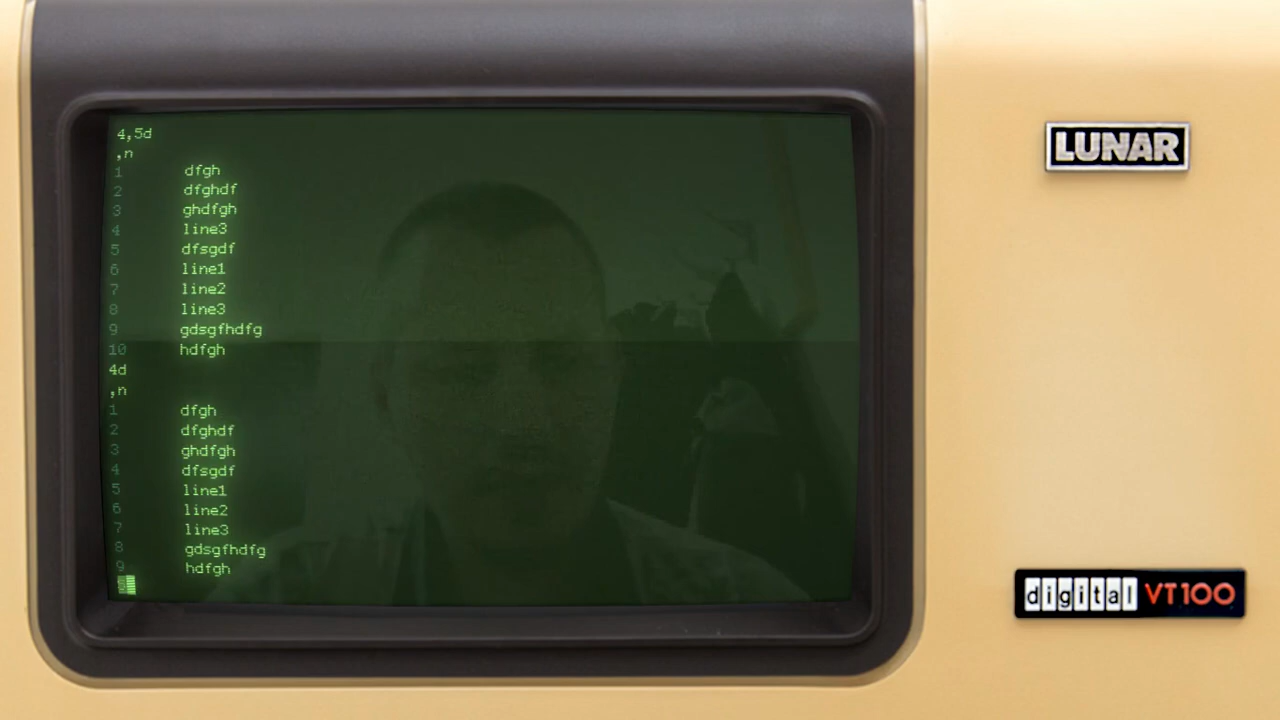 4,5d
,n
1 dfgh
2 dfghdf
3 ghdfgh
4 line3
5 dfsgdf
6 line1
7 line2
8 line3
9 gdsgfhdfg
10 hdfgh
4d
,n
1 dfgh
2 dfghdf
3 ghdfgh
4 dfsgdf
5 line1
6 line2
7 line3
8 gdsgfhdfg
9 hdfgh
LUNAR
digital VT100